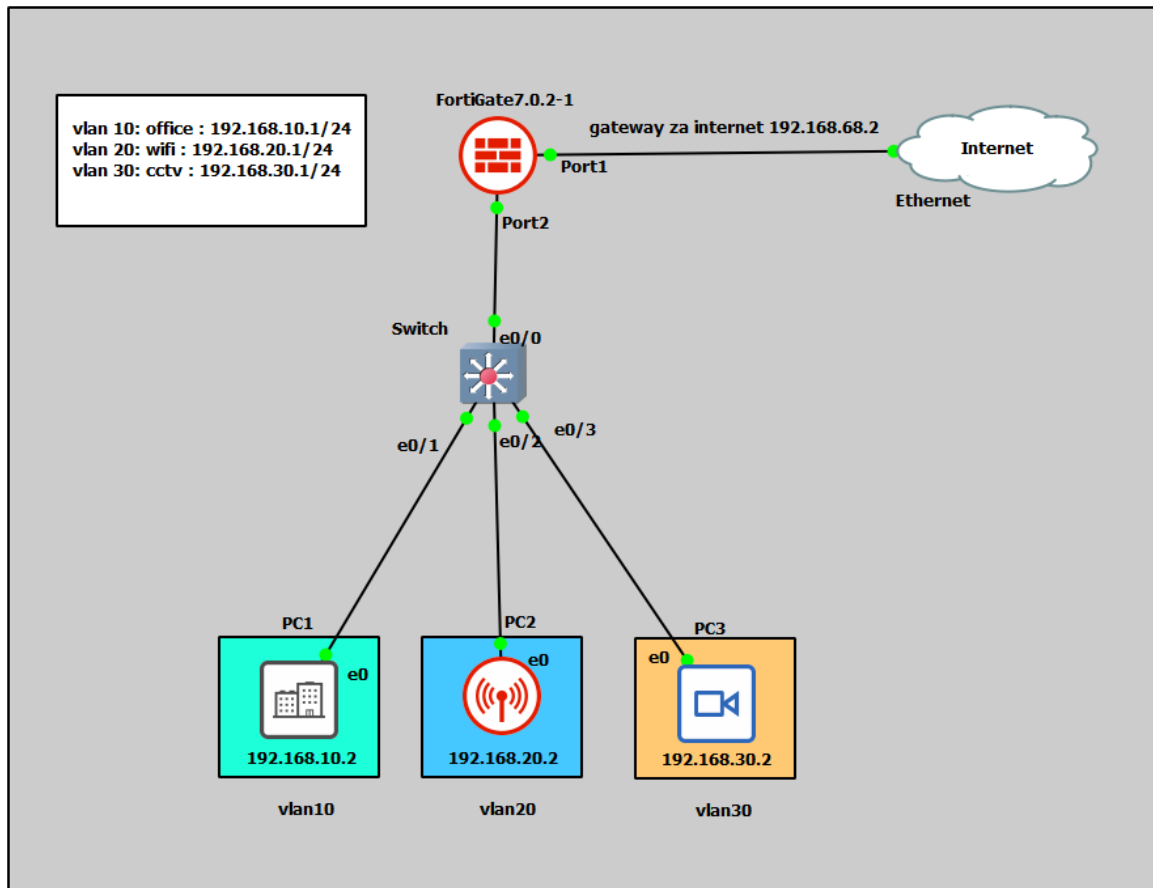 FortiGate7.0.2-1
vlan 10: office : 192.168.10.1/24
vlan 20: wifi : 192.168.20.1/24
vlan 30: cctv : 192.168.30.1/24
gateway za internet 192.168.68.2
Internet
Port1
Ethernet
Port2
Switch
e0/0
e0/1
e0/2
e0/3
PC1
PC2
PC3
e0
e0
e0
192.168.10.2
192.168.20.2
192.168.30.2
vlan10
vlan20
vlan30